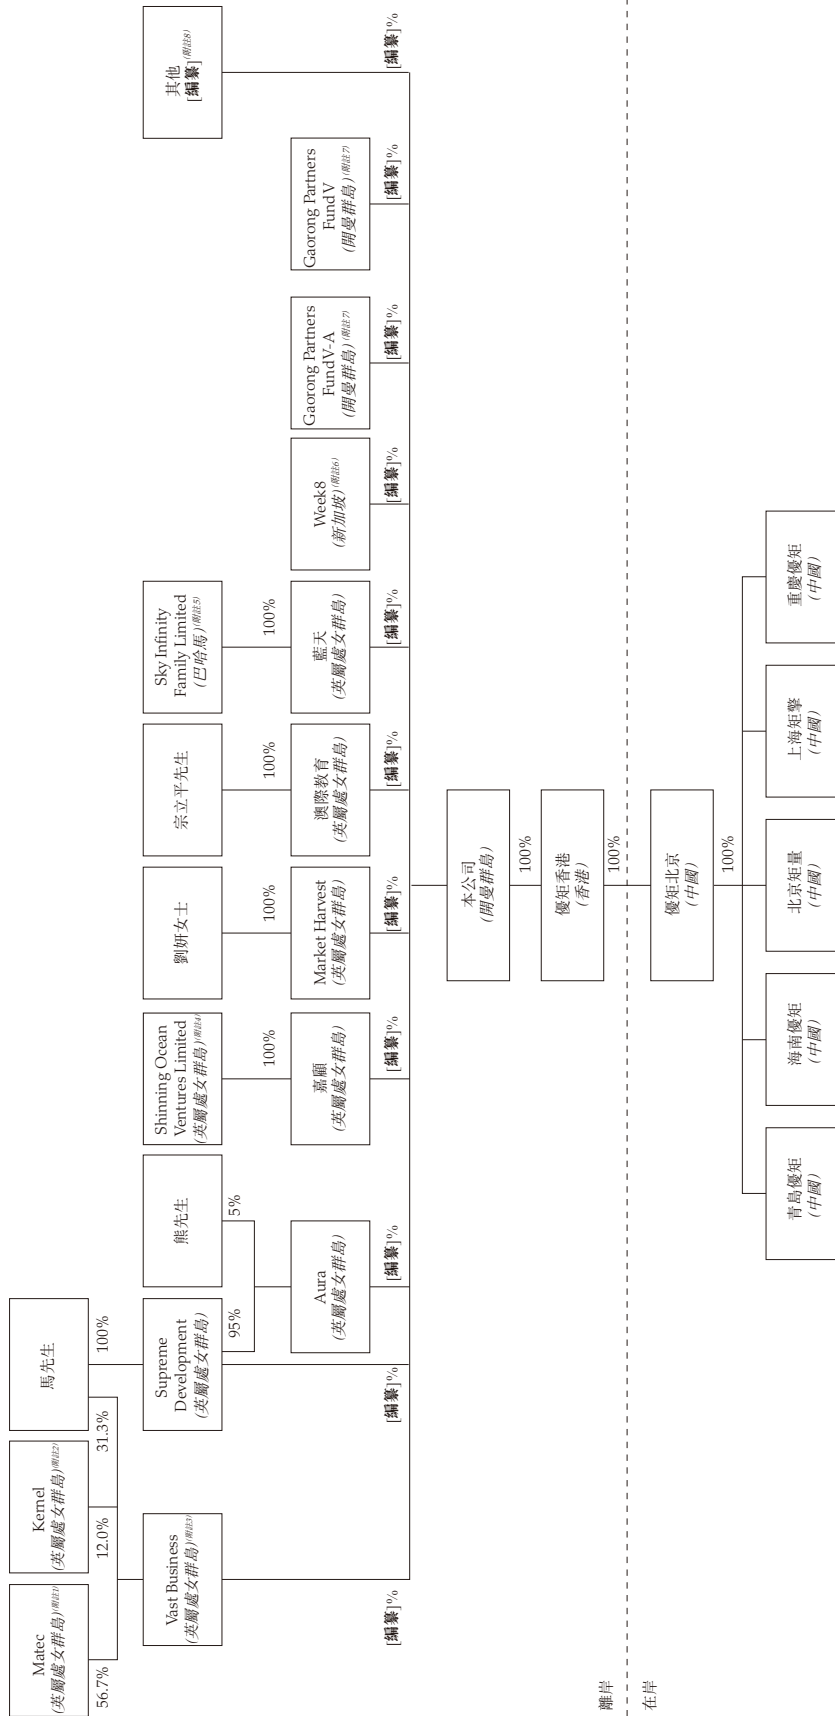 Matec
(英屬處女群島)(附註1)
Kernel
(英屬處女群島)(附註2)
馬先生
56.7%
12.0%
31.3%
100%
Vast Business
(英屬處女群島)(附註3)
Supreme
Development
(英屬處女群島)
熊先生
Shinning Ocean
Ventures Limited
(英屬處女群島)(附註4)
劉妍女士
宗立平先生
Sky Infinity
Family Limited
(巴哈馬)(附註5)
其他
[編纂](附註8)
95%
5%
100%
100%
100%
100%
Aura
(英屬處女群島)
嘉顧
(英屬處女群島)
Market Harvest
(英屬處女群島)
澳際教育
(英屬處女群島)
藍天
(英屬處女群島)
Week8
(新加坡)(附註6)
Gaorong Partners
FundV-A
(開曼群島)(附註7)
Gaorong Partners
FundV
(開曼群島)(附註7)
[編纂]%
[編纂]%
[編纂]%
[編纂]%
[編纂]%
[編纂]%
[編纂]%
[編纂]%
[編纂]%
[編纂]%
[編纂]%
本公司
(開曼群島)
100%
優矩香港
(香港)
100%
離岸
在岸
優矩北京
(中國)
100%
青島優矩
(中國)
海南優矩
(中國)
北京矩量
(中國)
上海矩擎
(中國)
重慶優矩
(中國)